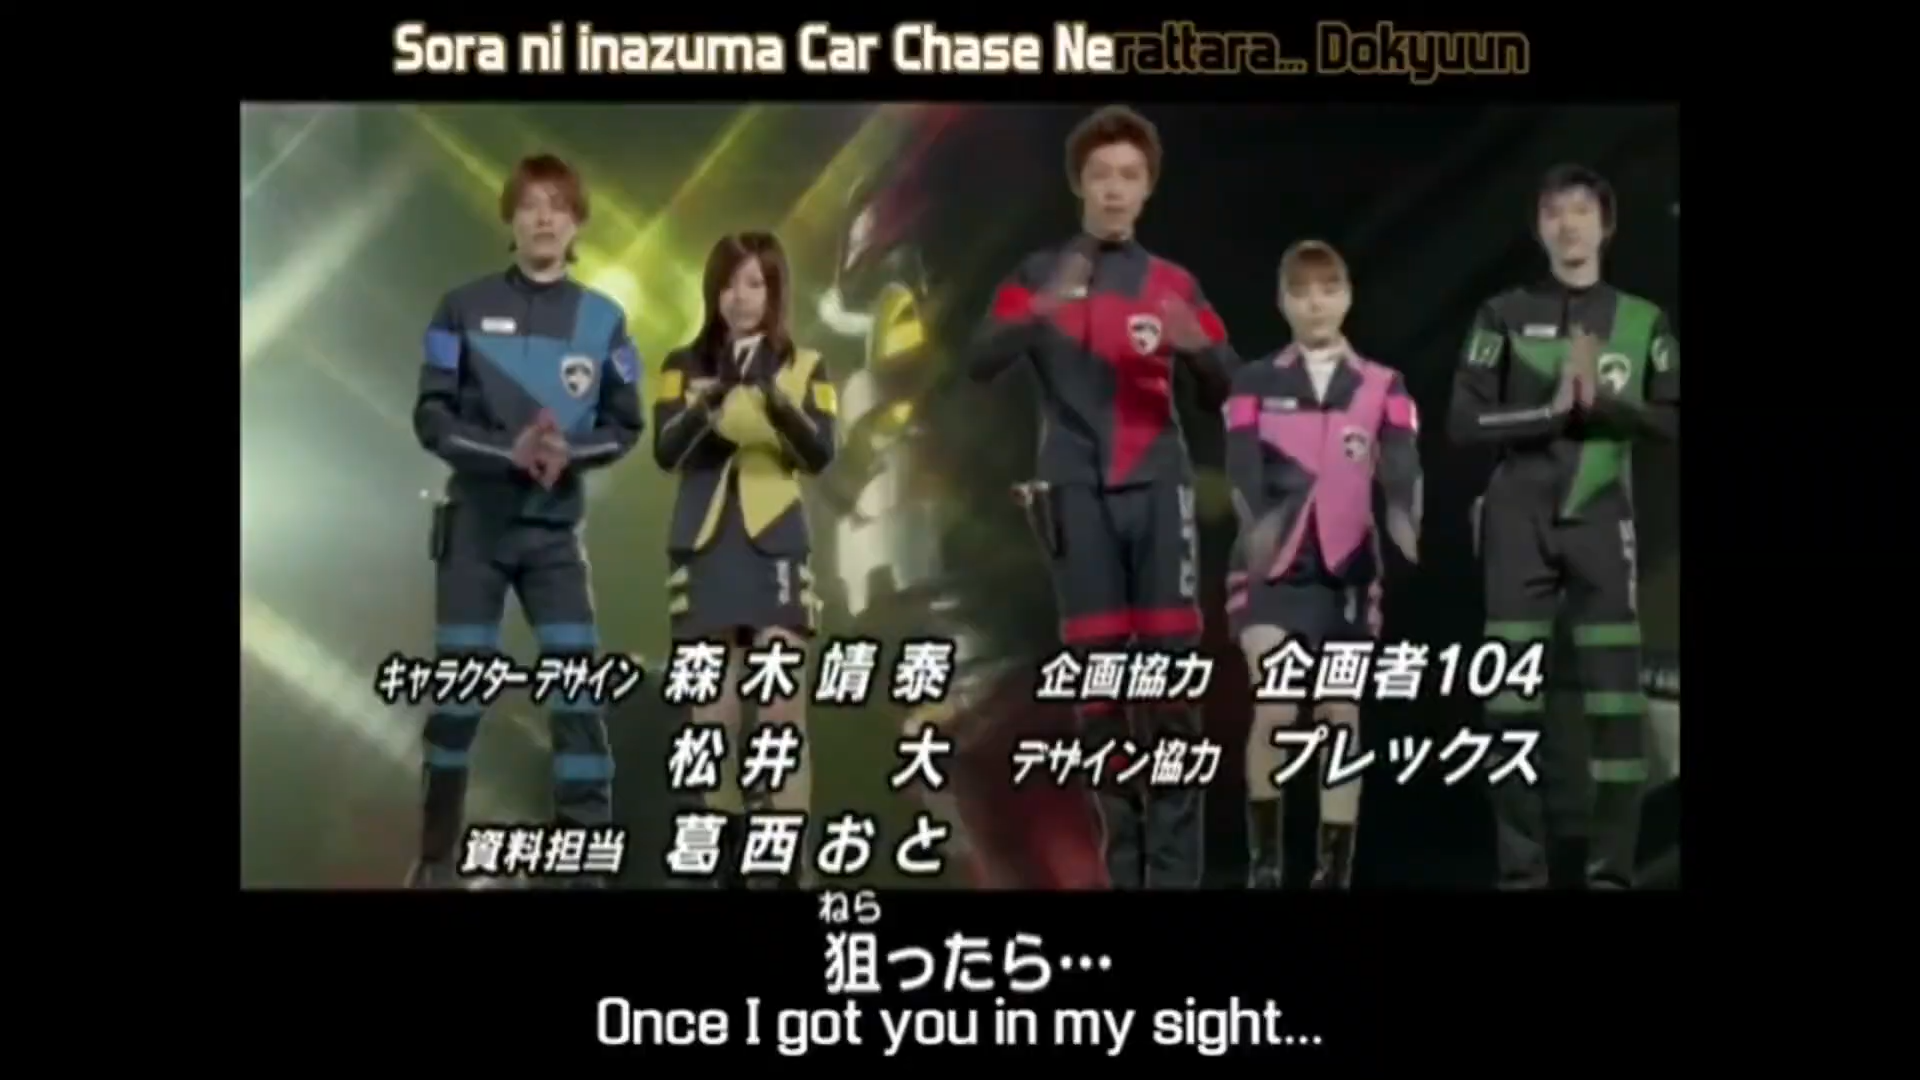 Sora ni inazuma Car Chase Nerattara... Dokyuun
キャラクターデザイン 森木靖泰 企画協力 企画者104
松井 大 デザイン協力 プレックス
資料担当 葛西おと
ねら
狙ったら…
Once I got you in my sight...